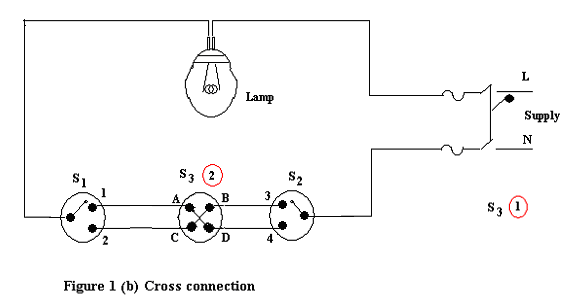 L
Lamp
Supply
N
S3 2
S1
S2
1
A
B
3
2
C
D
4
S3 1
Figure 1 (b) Cross connection